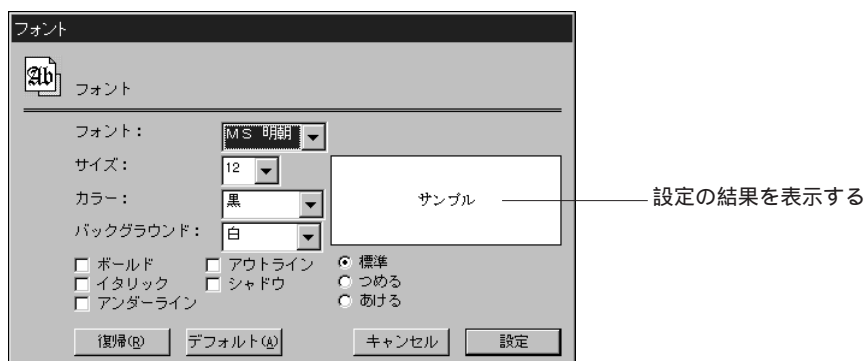 フォント
Ab
フォント
フォント：
MS 明朝
サイズ：
12
カラー：
黒
サンプル
設定の結果を表示する
バックグラウンド：
白
ボールド
アウトライン
標準
イタリック
シャドウ
つめる
アンダーライン
あける
復帰(R)
デフォルト(A)
キャンセル
設定